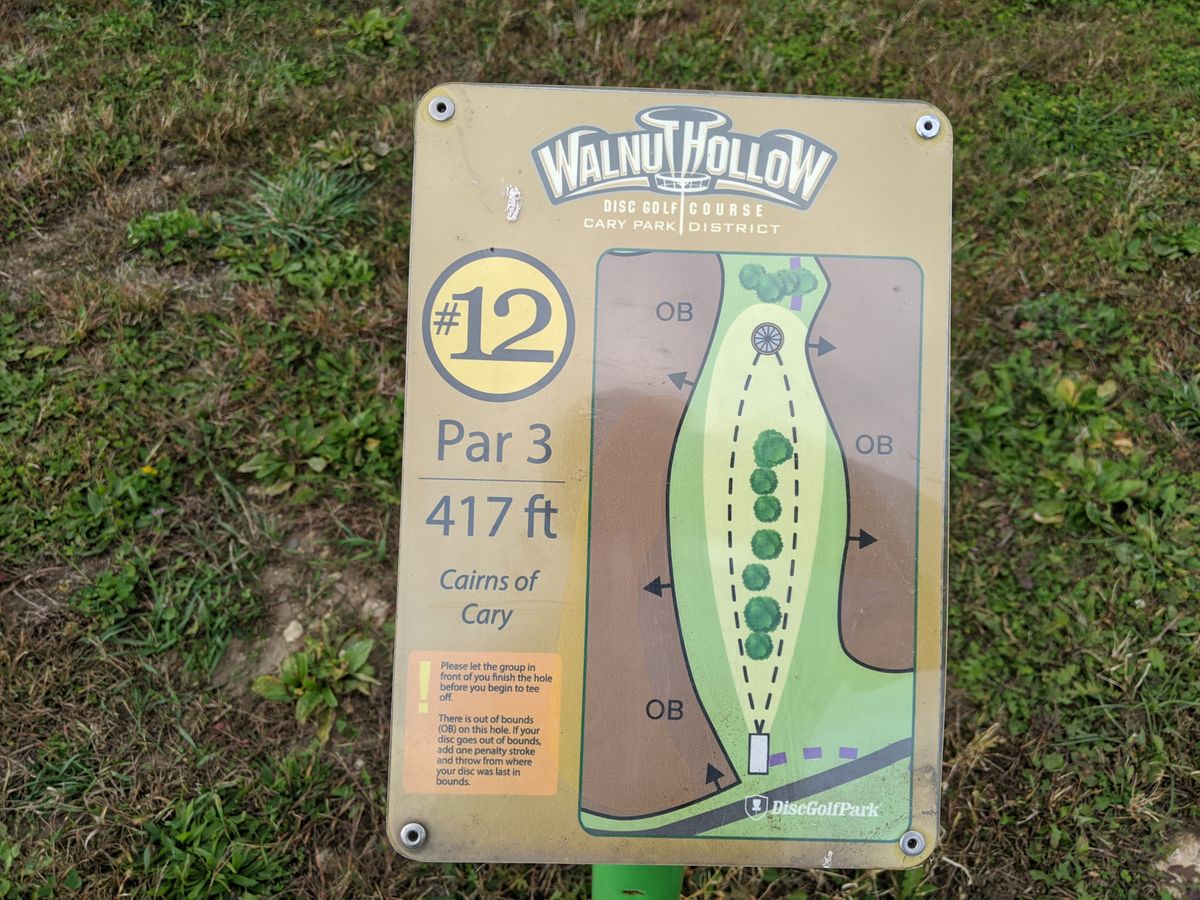 WALNUT HOLLOW
DISC GOLF COURSE
CARY PARK DISTRICT
#12
Par 3
417 ft
Cairns of
Cary
!
Please let the group in
front of you finish the hole
before you begin to tee
off.
There is out of bounds
(OB) on this hole. If your
disc goes out of bounds,
add one penalty stroke
and throw from where
your disc was last in
bounds.
OB
OB
OB
DiscGolfPark